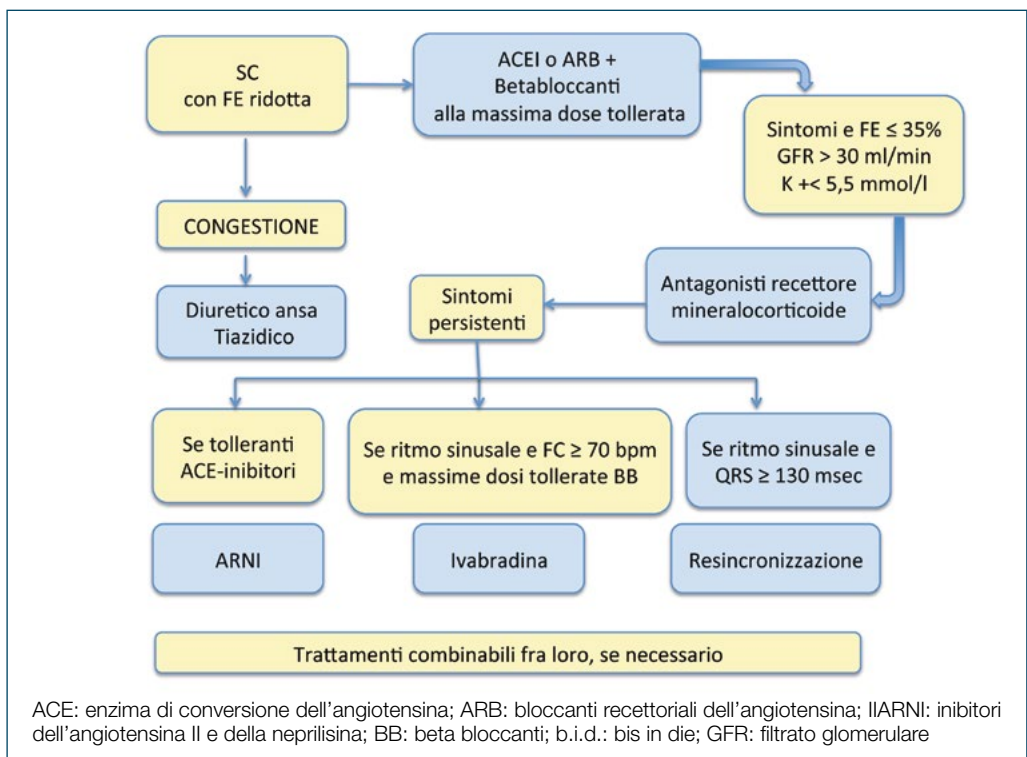 SC
con FE ridotta
ACEI o ARB +
Betabloccanti
alla massima dose tollerata
Sintomi e FE ≤ 35%
GFR > 30 ml/min
K +< 5,5 mmol/l
CONGESTIONE
Diuretico ansa
Tiazidico
Sintomi
persistenti
Antagonisti recettore
mineralocorticoide
Se tolleranti
ACE-inibitori
Se ritmo sinusale e FC ≥ 70 bpm
e massime dosi tollerate BB
Se ritmo sinusale e
QRS ≥ 130 msec
ARNI
Ivabradina
Resincronizzazione
Trattamenti combinabili fra loro, se necessario
ACE: enzima di conversione dell'angiotensina; ARB: bloccanti recettoriali dell'angiotensina; IIARNI: inibitori
dell'angiotensina II e della neprilisina; BB: beta bloccanti; b.i.d.: bis in die; GFR: filtrato glomerulare